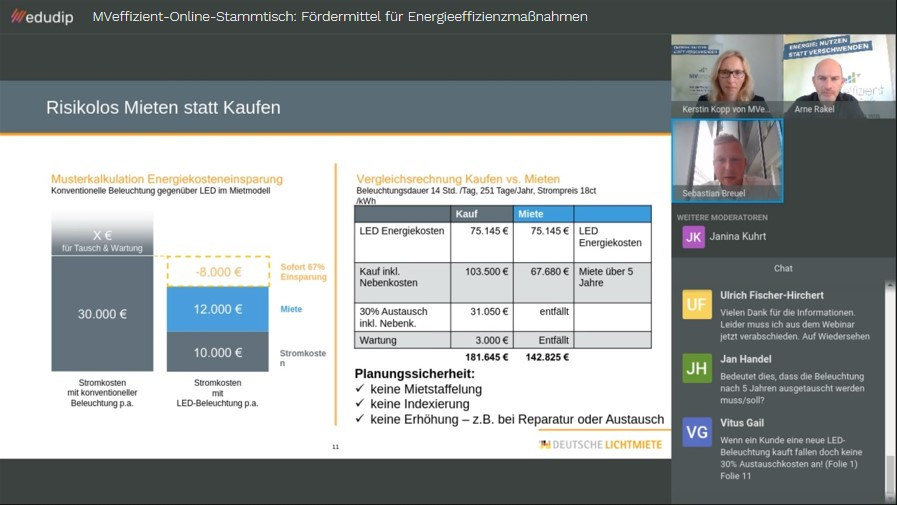 edudip
MVeffizient-Online-Stammtisch: Fördermittel für Energieeffizienzmaßnahmen
Risikolos Mieten statt Kaufen
Musterkalkulation Energiekosteneinsparung
Konventionelle Beleuchtung gegenüber LED im Mietmodell
X €
für Tausch & Wartung
30.000 €
-8.000 €
12.000 €
10.000 €
Sofort 67%
Einsparung
Miete
Stromkoste
n
Stromkosten
mit konventioneller
Beleuchtung p.a.
Stromkosten
mit
LED-Beleuchtung p.a.
Vergleichsrechnung Kaufen vs. Mieten
Beleuchtungsdauer 14 Std. /Tag, 251 Tage/Jahr, Strompreis 18ct
/kWh
Kauf Miete
LED Energiekosten 75.145 € 75.145 € LED
Energiekosten
Kauf inkl. 103.500 € 67.680 € Miete über 5
Nebenkosten Jahre
30% Austausch 31.050 € entfällt
inkl. Nebenk.
Wartung 3.000 € Entfällt
181.645 € 142.825 €
Planungssicherheit:
✓ keine Mietstaffelung
✓ keine Indexierung
✓ keine Erhöhung – z.B. bei Reparatur oder Austausch
11
DEUTSCHE LICHTMIETE
ENERGIE: NUTZEN
STATT VERSCHWENDEN
Kerstin Kopp von MVe...
Arne Rakel
Sebastian Breuel
WEITERE MODERATOREN
JK Janina Kuhrt
Chat
UF Ulrich Fischer-Hirchert
Vielen Dank für die Informationen.
Leider muss ich aus dem Webinar
jetzt verabschieden. Auf Wiedersehen
JH Jan Handel
Bedeutet dies, dass die Beleuchtung
nach 5 Jahren ausgetauscht werden
muss/soll?
VG Vitus Gail
Wenn ein Kunde eine neue LED-
Beleuchtung kauft fallen doch keine
30% Austauschkosten an! (Folie 1)
Folie 11